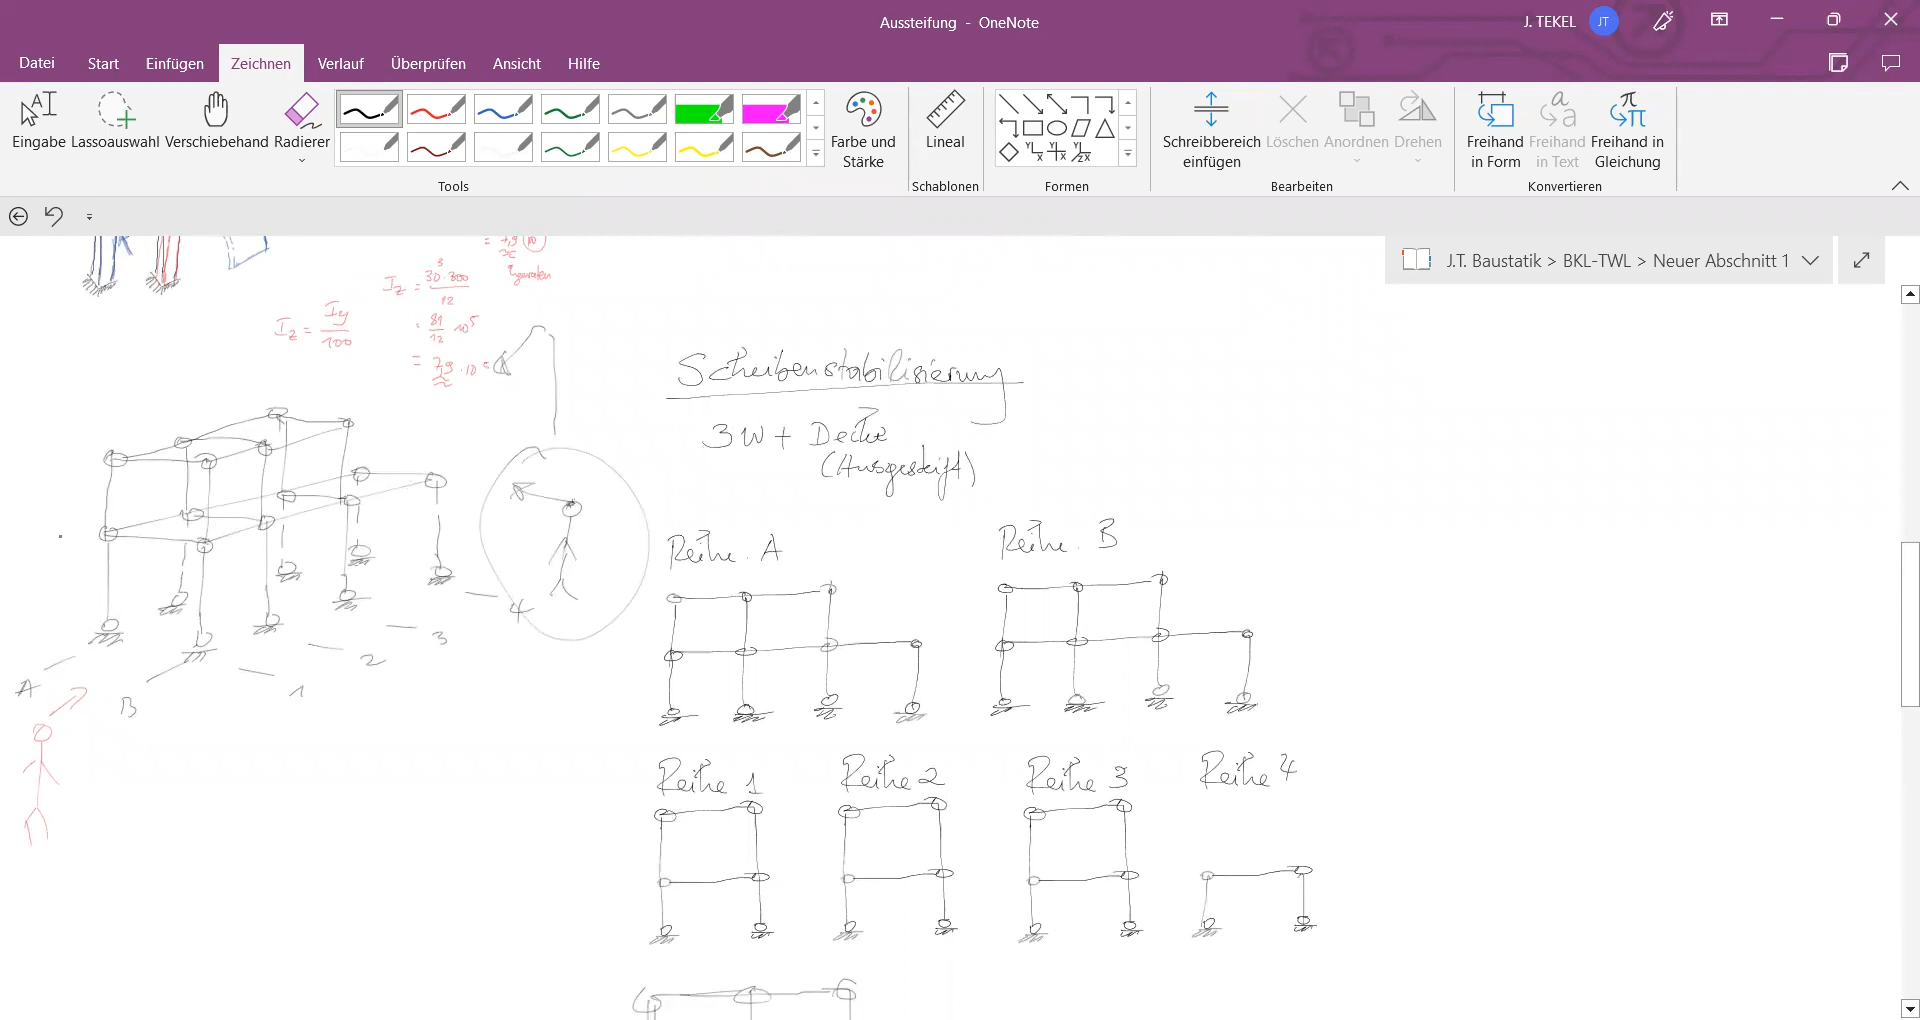 Aussteifung - OneNote
J. TEKEL
JT
Datei
Start
Einfügen
Zeichnen
Verlauf
Überprüfen
Ansicht
Hilfe
Eingabe
Lassoauswahl
Verschiebehand
Radierer
Farbe und Stärke
Lineal
Schreibbereich einfügen
Löschen
Anordnen
Drehen
Freihand in Form
Freihand in Text
Freihand in Gleichung
Tools
Schablonen
Formen
Bearbeiten
Konvertieren
J.T. Baustatik > BKL-TWL > Neuer Abschnitt 1
Iz = Iy / 100
Scheibenstabilisierung
3W + Decke
(Ausgesteift)
Reihe A
Reihe B
A
B
1
2
3
4
Reihe 1
Reihe 2
Reihe 3
Reihe 4